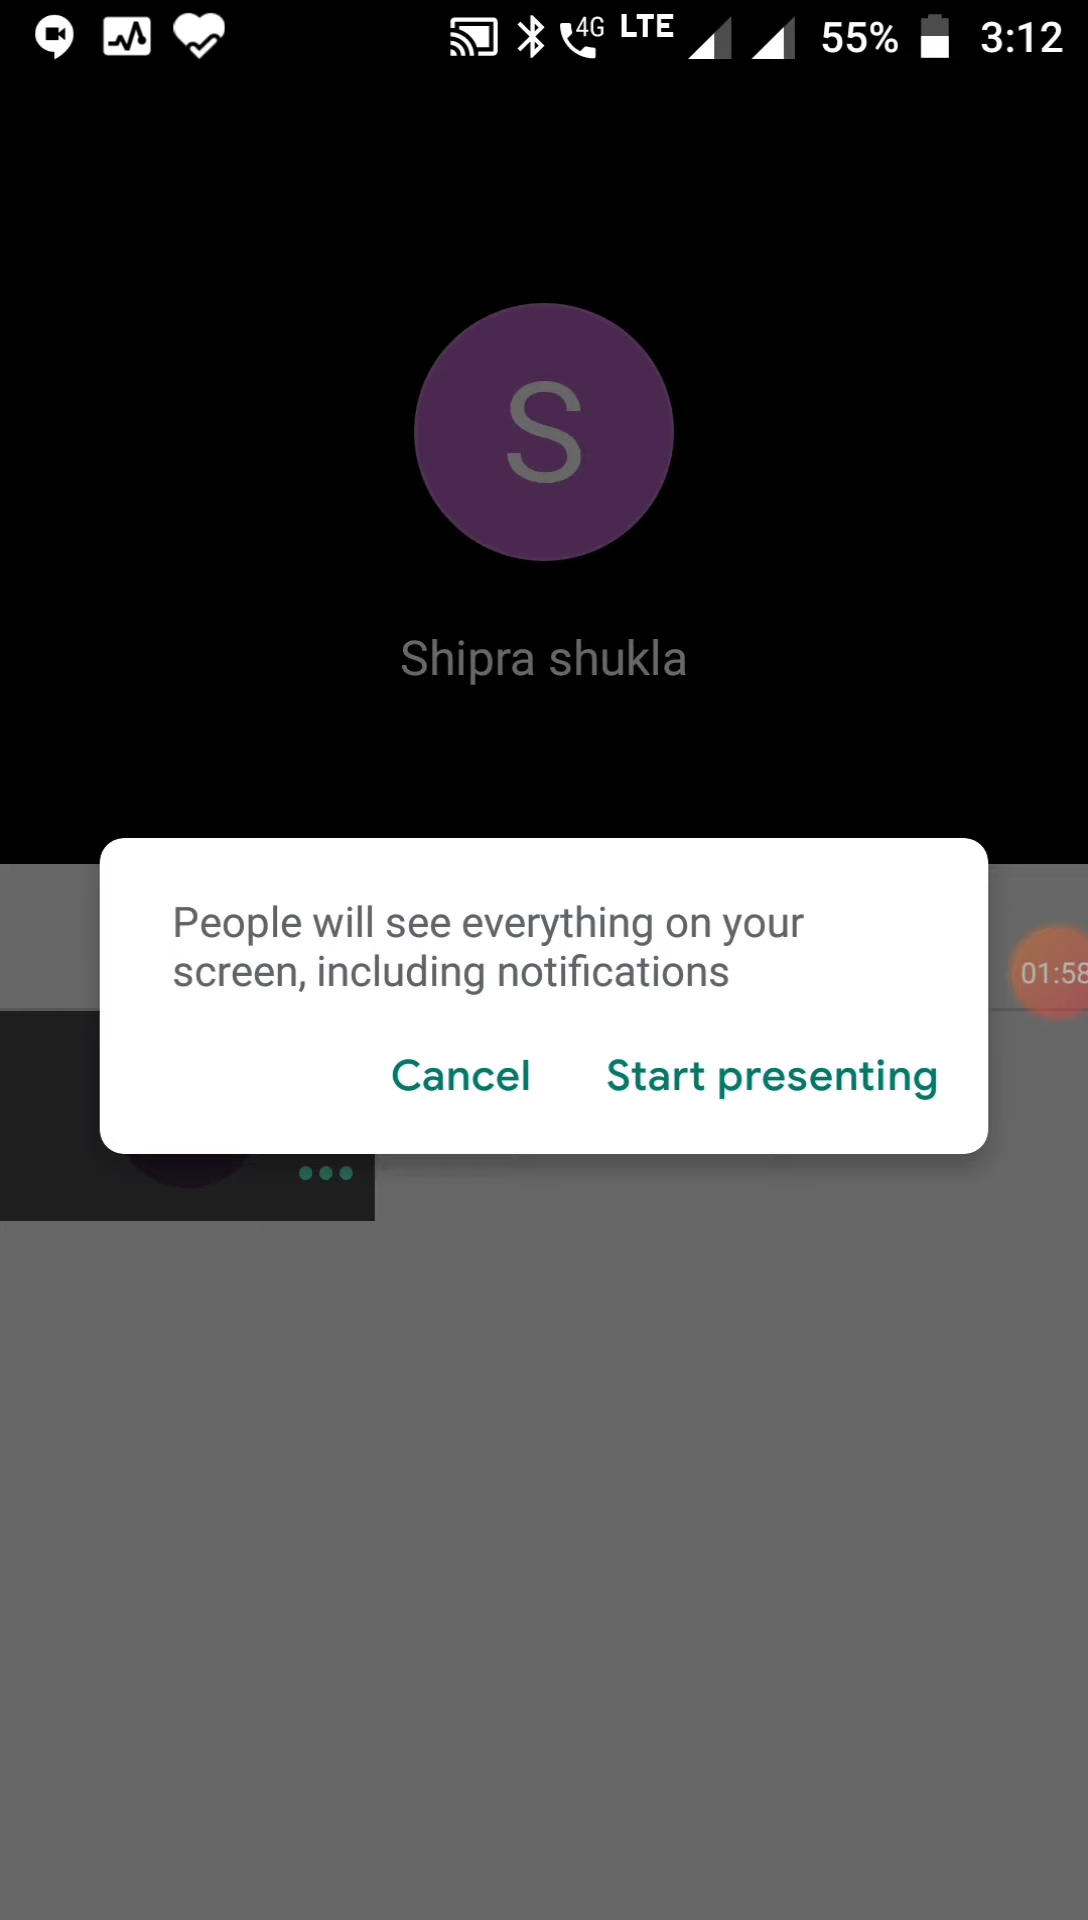 4G LTE 55% 3:12
S
Shipra shukla
People will see everything on your
screen, including notifications
01:58
Cancel Start presenting